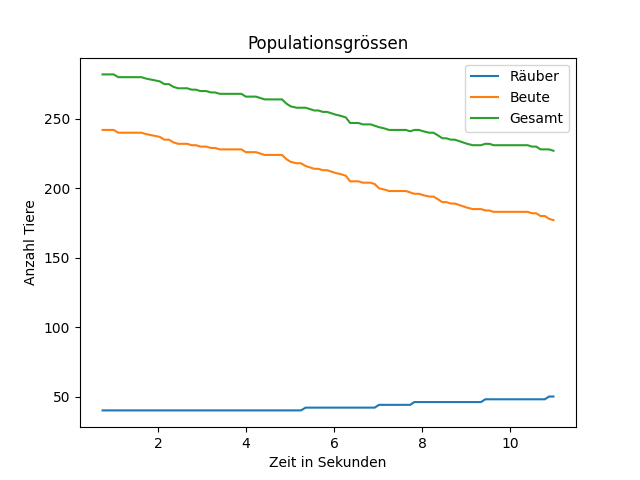 Populationsgrössen
Räuber
Beute
Gesamt
Anzahl Tiere
250
200
150
100
50
2 4 6 8 10
Zeit in Sekunden